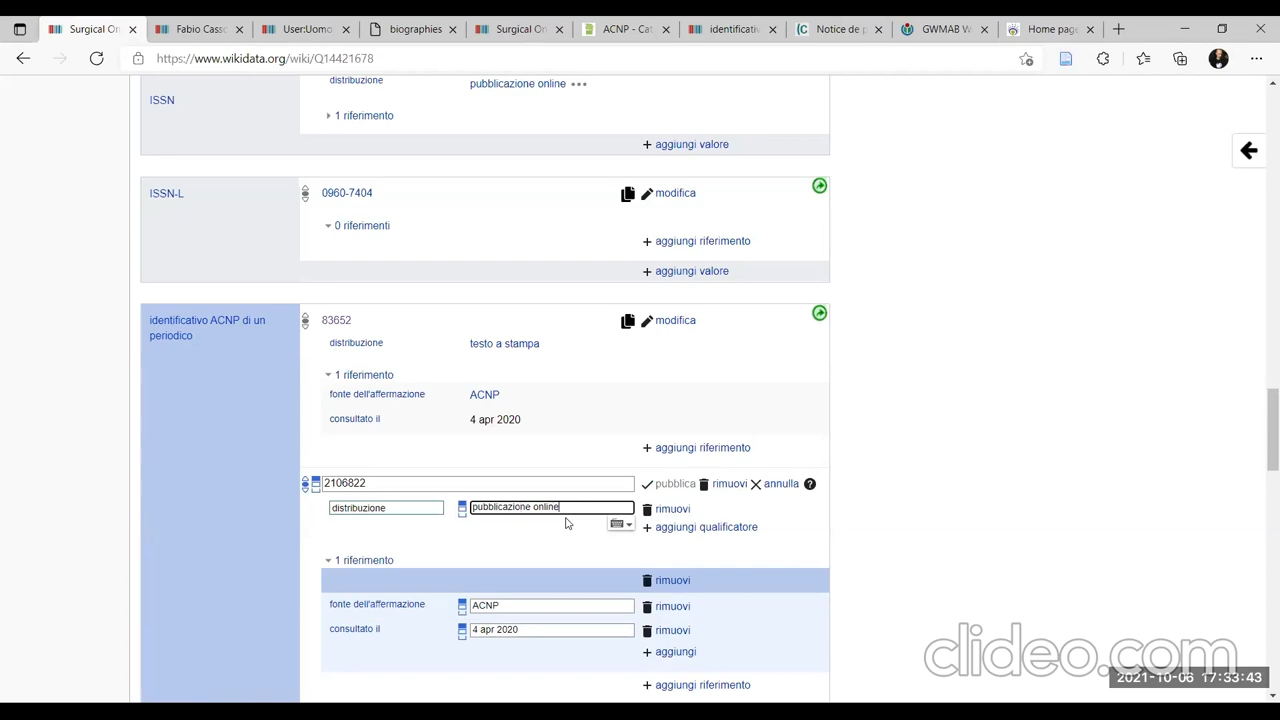 Surgical On
Fabio Casso
User:Uomo
biographies
Surgical On
ACNP - Cat
identificativ
Notice de p
GWMAB W
Home page
https://www.wikidata.org/wiki/Q14421678
distribuzione
pubblicazione online
ISSN
1 riferimento
+ aggiungi valore
ISSN-L
0960-7404
modifica
0 riferimenti
+ aggiungi riferimento
+ aggiungi valore
identificativo ACNP di un
periodico
83652
modifica
distribuzione
testo a stampa
1 riferimento
fonte dell'affermazione
ACNP
consultato il
4 apr 2020
+ aggiungi riferimento
2106822
pubblica
rimuovi
annulla
distribuzione
pubblicazione online
rimuovi
+ aggiungi qualificatore
1 riferimento
rimuovi
fonte dell'affermazione
ACNP
rimuovi
consultato il
4 apr 2020
rimuovi
+ aggiungi
+ aggiungi riferimento
clideo.com
2021-10-06 17:33:43